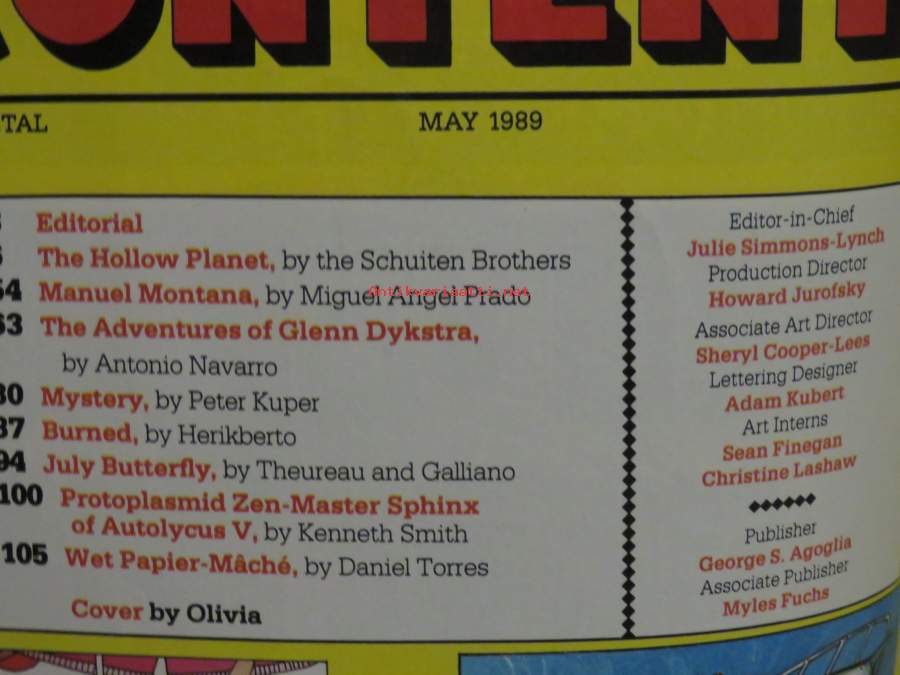 CONTENT
TAL
MAY 1989
Editorial
The Hollow Planet, by the Schuiten Brothers
54 Manuel Montana, by Miguel Angel Prado
Antikvariaatti.net
63 The Adventures of Glenn Dykstra,
by Antonio Navarro
80 Mystery, by Peter Kuper
87 Burned, by Herikberto
94 July Butterfly, by Theureau and Galliano
100 Protoplasmid Zen-Master Sphinx
of Autolycus V, by Kenneth Smith
105 Wet Papier-Mâché, by Daniel Torres
Cover by Olivia
Editor-in-Chief
Julie Simmons-Lynch
Production Director
Howard Jurofsky
Associate Art Director
Sheryl Cooper-Lees
Lettering Designer
Adam Kubert
Art Interns
Sean Finegan
Christine Lashaw
Publisher
George S. Agoglia
Associate Publisher
Myles Fuchs